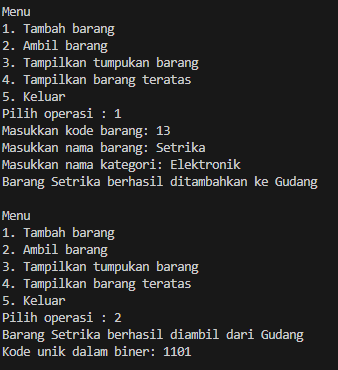 Menu
1. Tambah barang
2. Ambil barang
3. Tampilkan tumpukan barang
4. Tampilkan barang teratas
5. Keluar
Pilih operasi : 1
Masukkan kode barang: 13
Masukkan nama barang: Setrika
Masukkan nama kategori: Elektronik
Barang Setrika berhasil ditambahkan ke Gudang

Menu
1. Tambah barang
2. Ambil barang
3. Tampilkan tumpukan barang
4. Tampilkan barang teratas
5. Keluar
Pilih operasi : 2
Barang Setrika berhasil diambil dari Gudang
Kode unik dalam biner: 1101